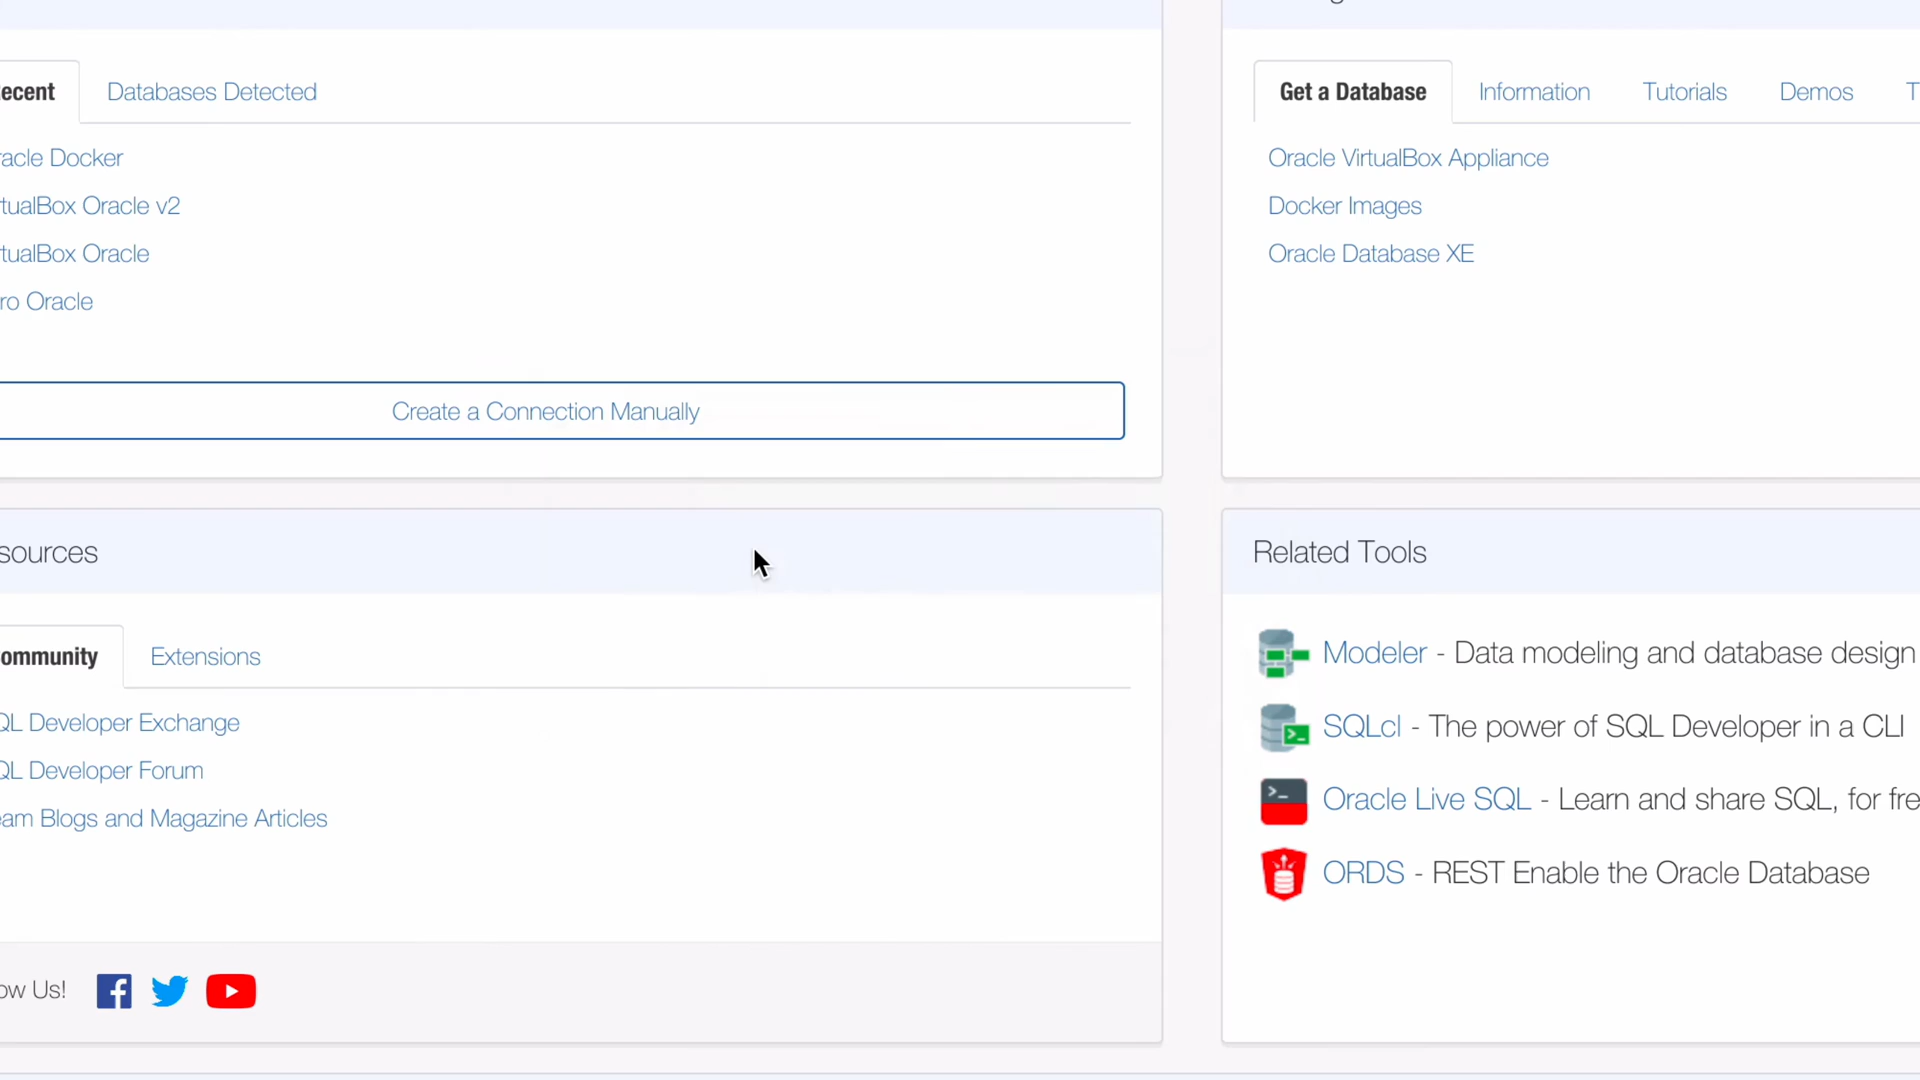 ecent
Databases Detected
racle Docker
rtualBox Oracle v2
rtualBox Oracle
ro Oracle
Create a Connection Manually
Get a Database
Information
Tutorials
Demos
T
Oracle VirtualBox Appliance
Docker Images
Oracle Database XE
sources
ommunity
Extensions
QL Developer Exchange
QL Developer Forum
eam Blogs and Magazine Articles
ow Us!
Related Tools
Modeler - Data modeling and database design
SQLcl - The power of SQL Developer in a CLI
Oracle Live SQL - Learn and share SQL, for fre
ORDS - REST Enable the Oracle Database